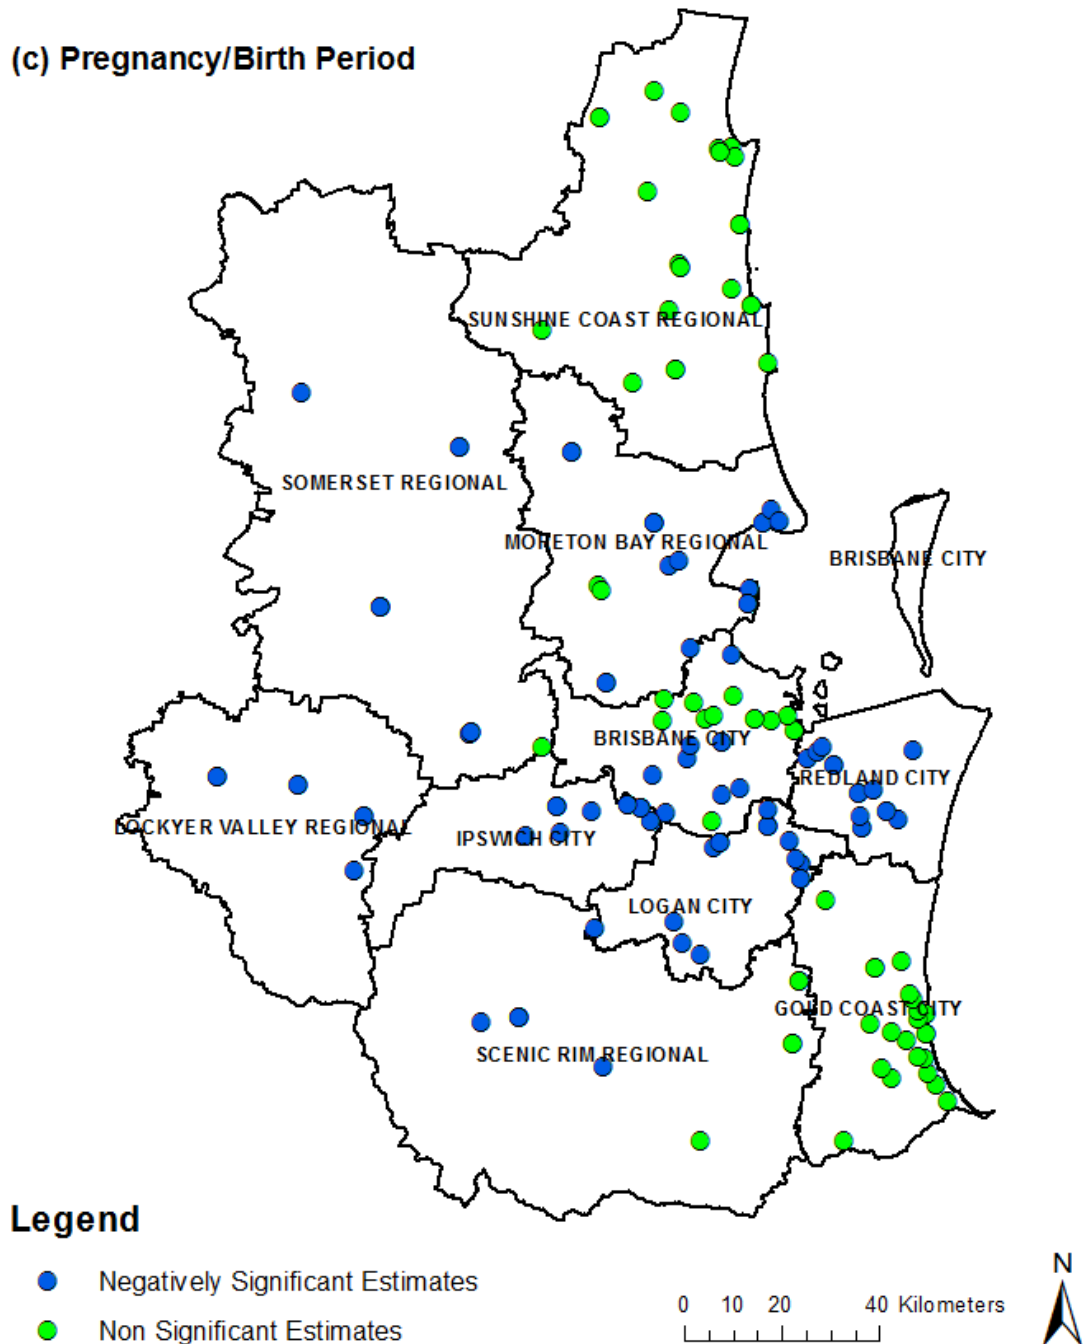 (c) Pregnancy/Birth Period
SUNSHINE COAST REGIONAL
SOMERSET REGIONAL
MORETON BAY REGIONAL
BRISBANE CITY
BRISBANE CITY
REDLAND CITY
LOCKYER VALLEY REGIONAL
IPSWICH CITY
LOGAN CITY
GOLD COAST CITY
SCENIC RIM REGIONAL
Legend
Negatively Significant Estimates
Non Significant Estimates
0 10 20 40 Kilometers
N